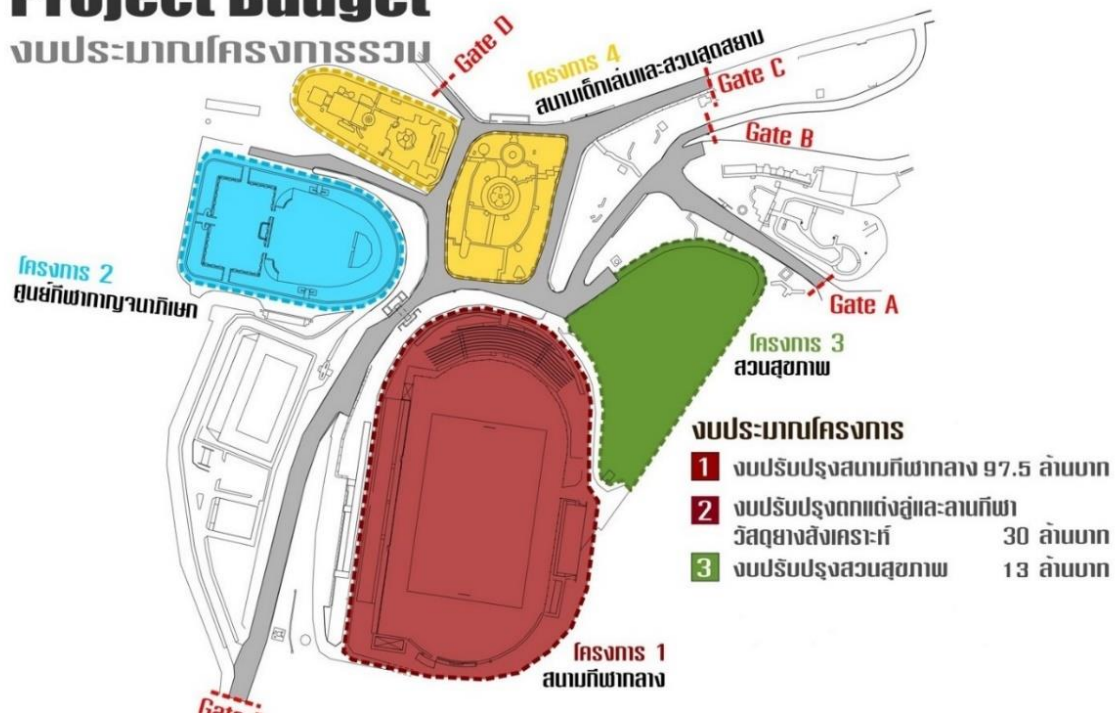 Project Budget
งบประมาณโครงการรวม
Gate D
โครงการ 4
สนามเด็กเล่นและสวนสุดสยาม
Gate C
Gate B
Gate A
โครงการ 2
ศูนย์กีฬากาญจนาภิเษก
โครงการ 3
สวนสุขภาพ
งบประมาณโครงการ
1 งบปรับปรุงสนามกีฬากลาง 97.5 ล้านบาท
2 งบปรับปรุงตกแต่งลู่และลานกีฬา
วัสดุยางสังเคราะห์ 30 ล้านบาท
3 งบปรับปรุงสวนสุขภาพ 13 ล้านบาท
โครงการ 1
สนามกีฬากลาง
Gate